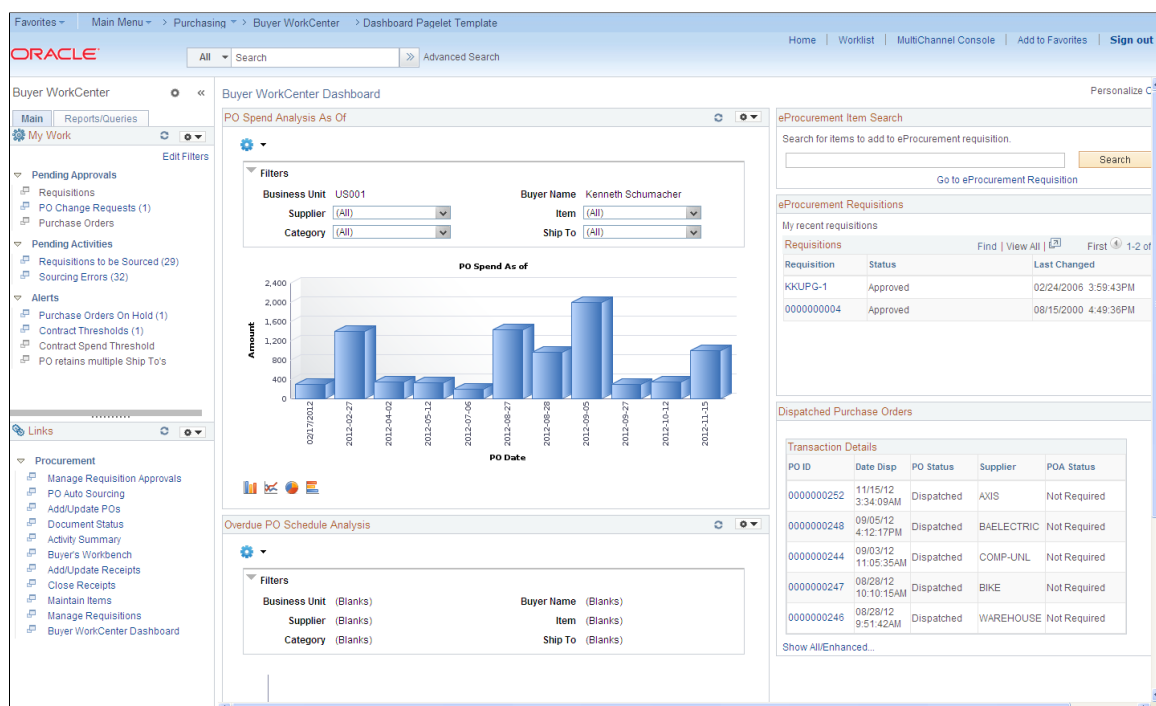 Favorites Main Menu > Purchasing > Buyer WorkCenter > Dashboard Pagelet Template
Home | Worklist | MultiChannel Console | Add to Favorites | Sign out
ORACLE
All Search >> Advanced Search
Buyer WorkCenter «
Main Reports/Queries
My Work
Edit Filters
Pending Approvals
Requisitions
PO Change Requests (1)
Purchase Orders
Pending Activities
Requisitions to be Sourced (29)
Sourcing Errors (32)
Alerts
Purchase Orders On Hold (1)
Contract Thresholds (1)
Contract Spend Threshold
PO retains multiple Ship To's
Links
Procurement
Manage Requisition Approvals
PO Auto Sourcing
Add/Update POs
Document Status
Activity Summary
Buyer's Workbench
Add/Update Receipts
Close Receipts
Maintain Items
Manage Requisitions
Buyer WorkCenter Dashboard
Buyer WorkCenter Dashboard
Personalize C
PO Spend Analysis As Of
Filters
Business Unit US001 Buyer Name Kenneth Schumacher
Supplier (All) Item (All)
Category (All) Ship To (All)
PO Spend As of
Amount
2,400
2,000
1,600
1,200
800
400
0
02/17/2012
2012-02-27
2012-04-02
2012-05-12
2012-07-06
2012-08-27
2012-08-28
2012-09-05
2012-09-27
2012-10-12
2012-11-15
PO Date
Overdue PO Schedule Analysis
Filters
Business Unit (Blanks) Buyer Name (Blanks)
Supplier (Blanks) Item (Blanks)
Category (Blanks) Ship To (Blanks)
eProcurement Item Search
Search for items to add to eProcurement requisition.
Search
Go to eProcurement Requisition
eProcurement Requisitions
My recent requisitions
Requisitions Find | View All | First 1-2 of
Requisition Status Last Changed
KKUPG-1 Approved 02/24/2006 3:59:43PM
0000000004 Approved 08/15/2000 4:49:36PM
Dispatched Purchase Orders
Transaction Details
PO ID Date Disp PO Status Supplier POA Status
0000000252 11/15/12 3:34:09AM Dispatched AXIS Not Required
0000000248 09/05/12 4:12:17PM Dispatched BAELECTRIC Not Required
0000000244 09/03/12 11:05:35AM Dispatched COMP-UNL Not Required
0000000247 08/28/12 10:10:15AM Dispatched BIKE Not Required
0000000246 08/28/12 9:51:42AM Dispatched WAREHOUSE Not Required
Show All/Enhanced...